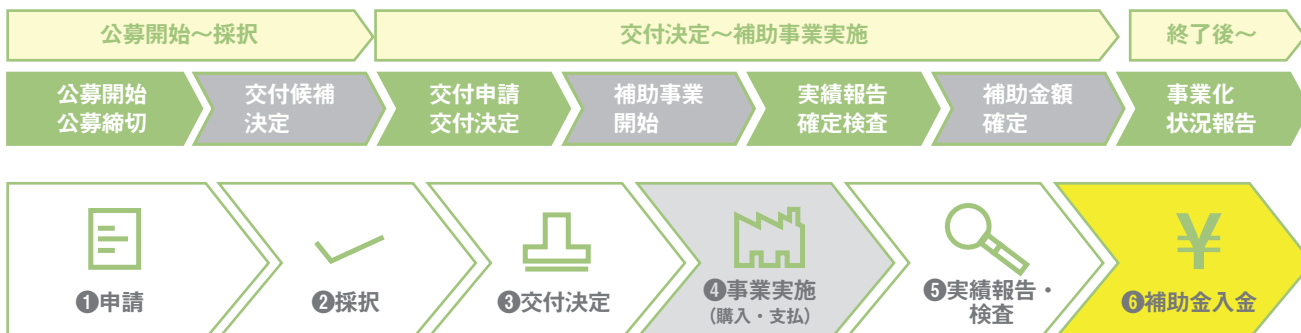 公募開始～採択
交付決定～補助事業実施
終了後～
公募開始
公募締切
交付候補
決定
交付申請
交付決定
補助事業
開始
実績報告
確定検査
補助金額
確定
事業化
状況報告
❶申請
❷採択
❸交付決定
❹事業実施
（購入・支払）
❺実績報告・
検査
¥
❻補助金入金